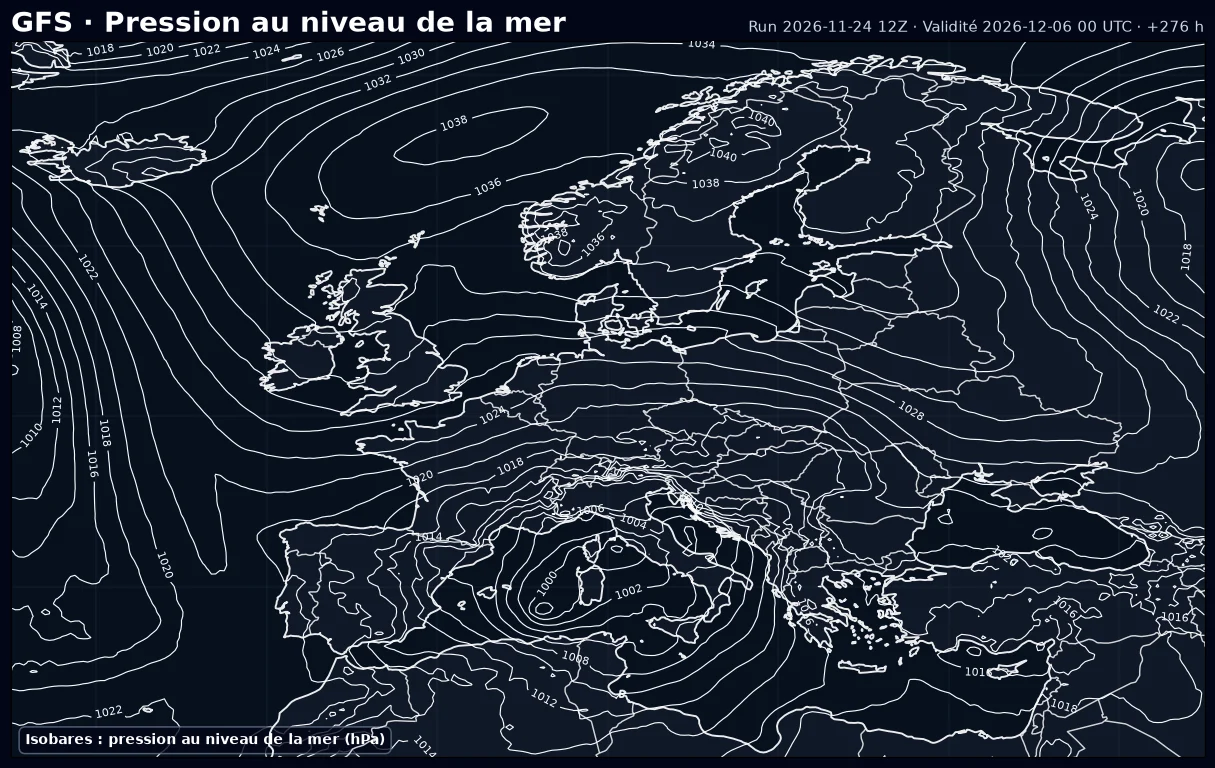 GFS · Pression au niveau de la mer
Run 2026-11-24 12Z · Validité 2026-12-06 00 UTC · +276 h
1018 1020 1022 1024 1026 1030 1034
1032
1038
1040
1040
1036 1038
1024 1020
1038 1036
1022 1018
1014
1022
1008
1012 1024 1028
1010 1018
1016 1020 1018
1006 1004
1014
1020 1000 1002
1016 1016
1008
1012 1018
1022
1014
Isobares : pression au niveau de la mer (hPa)